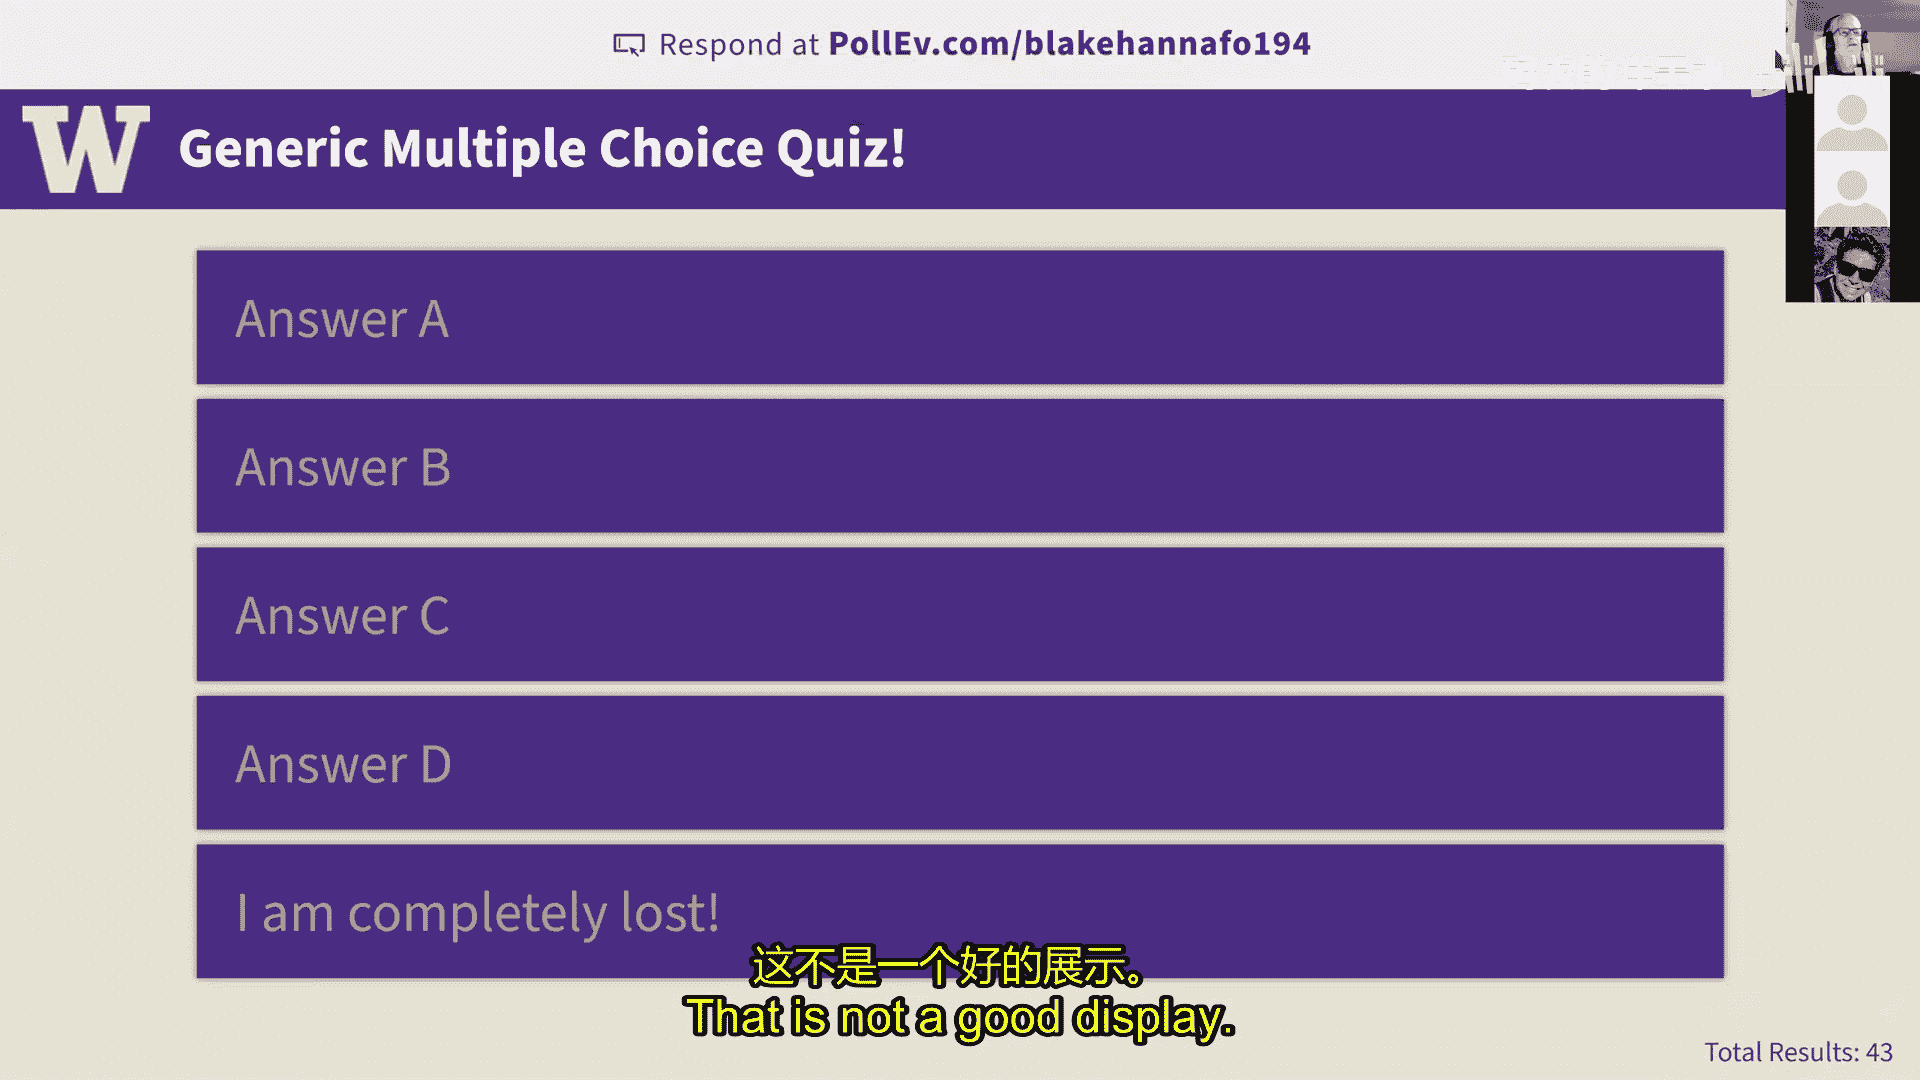 Respond at PollEv.com/blakehannafo194
W
Generic Multiple Choice Quiz!
Answer A
Answer B
Answer C
Answer D
I am completely lost!
这不是一个好的展示。
That is not a good display.
Total Results: 43